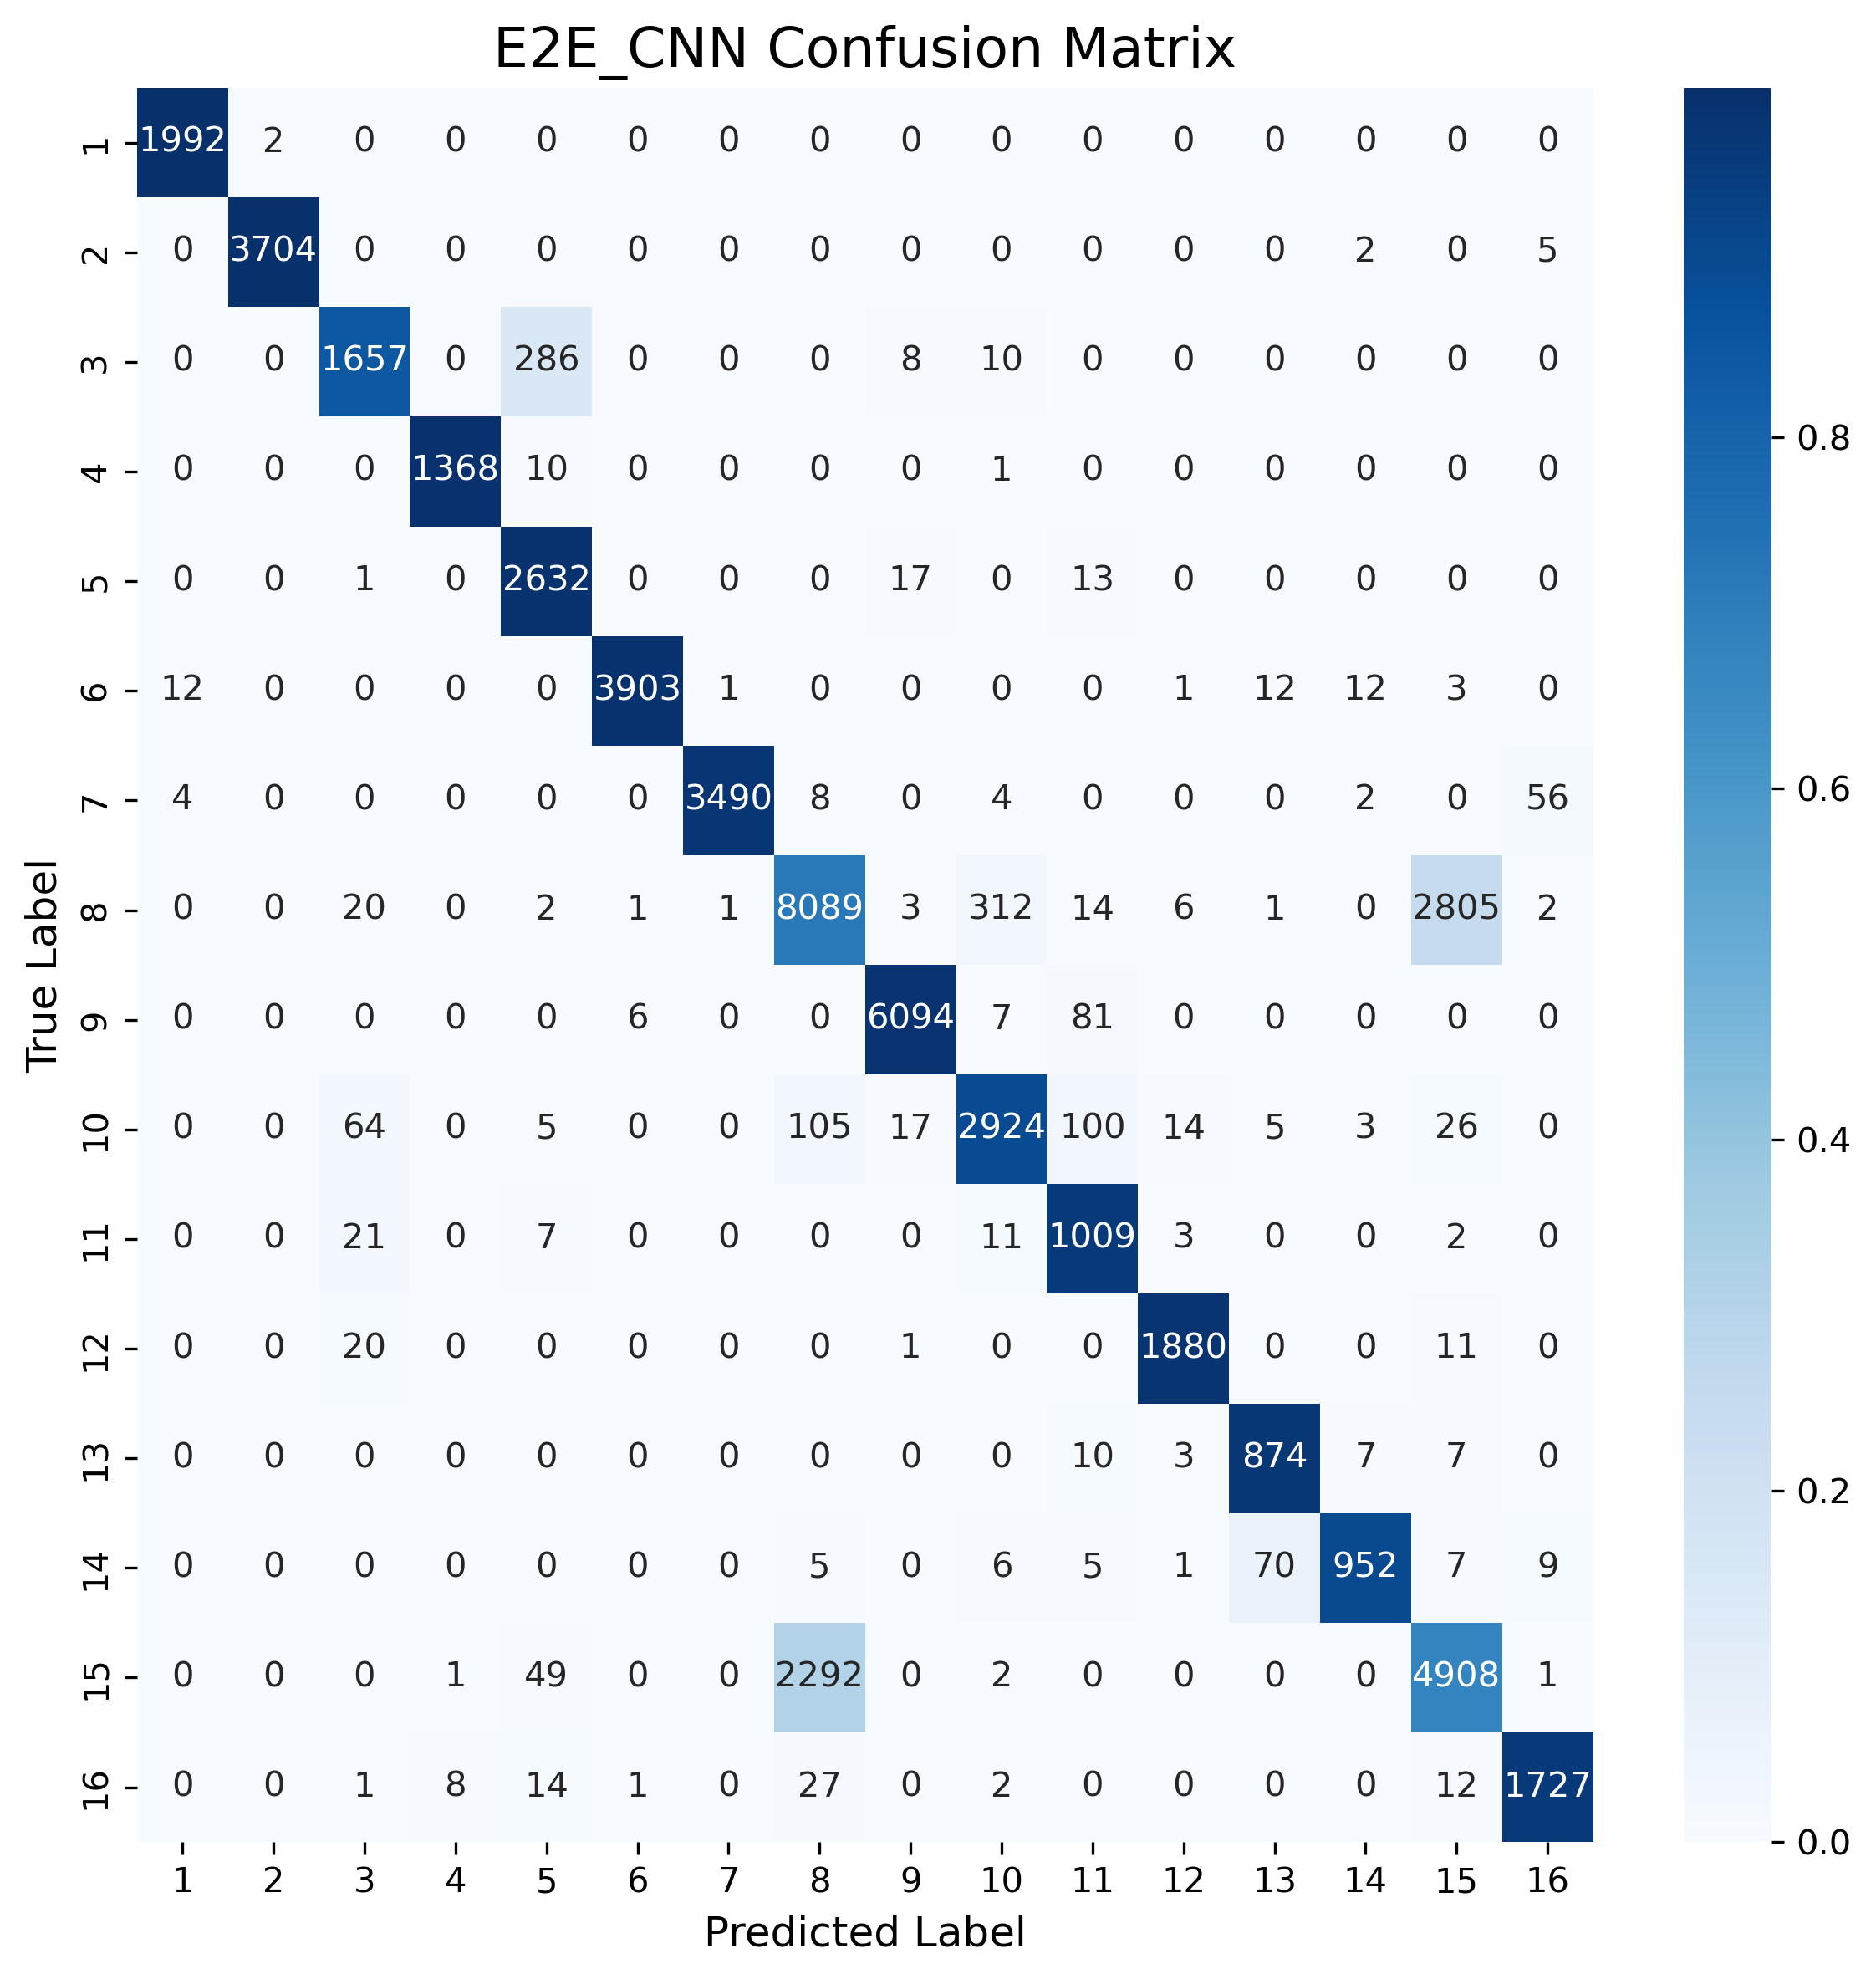 E2E_CNN Confusion Matrix
1 1992 2 0 0 0 0 0 0 0 0 0 0 0 0 0 0
2 0 3704 0 0 0 0 0 0 0 0 0 0 0 2 0 5
3 0 0 1657 0 286 0 0 0 8 10 0 0 0 0 0 0
4 0 0 0 1368 10 0 0 0 0 1 0 0 0 0 0 0
5 0 0 1 0 2632 0 0 0 17 0 13 0 0 0 0 0
6 12 0 0 0 0 3903 1 0 0 0 0 1 12 12 3 0
7 4 0 0 0 0 0 3490 8 0 4 0 0 0 2 0 56
8 0 0 20 0 2 1 1 8089 3 312 14 6 1 0 2805 2
9 0 0 0 0 0 6 0 0 6094 7 81 0 0 0 0 0
10 0 0 64 0 5 0 0 105 17 2924 100 14 5 3 26 0
11 0 0 21 0 7 0 0 0 0 11 1009 3 0 0 2 0
12 0 0 20 0 0 0 0 0 1 0 0 1880 0 0 11 0
13 0 0 0 0 0 0 0 0 0 0 10 3 874 7 7 0
14 0 0 0 0 0 0 0 5 0 6 5 1 70 952 7 9
15 0 0 0 1 49 0 0 2292 0 2 0 0 0 0 4908 1
16 0 0 1 8 14 1 0 27 0 2 0 0 0 0 12 1727
1 2 3 4 5 6 7 8 9 10 11 12 13 14 15 16
Predicted Label
True Label
0.8
0.6
0.4
0.2
0.0